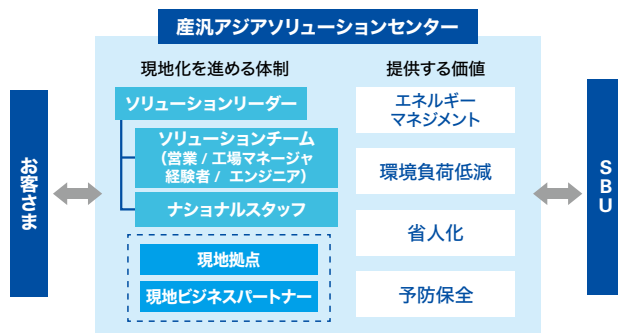 産汎アジアソリューションセンター
お客さま
現地化を進める体制
ソリューションリーダー
ソリューションチーム
（営業 / 工場マネージャ
経験者 / エンジニア）
ナショナルスタッフ
現地拠点
現地ビジネスパートナー
提供する価値
エネルギー
マネジメント
環境負荷低減
省人化
予防保全
SBU